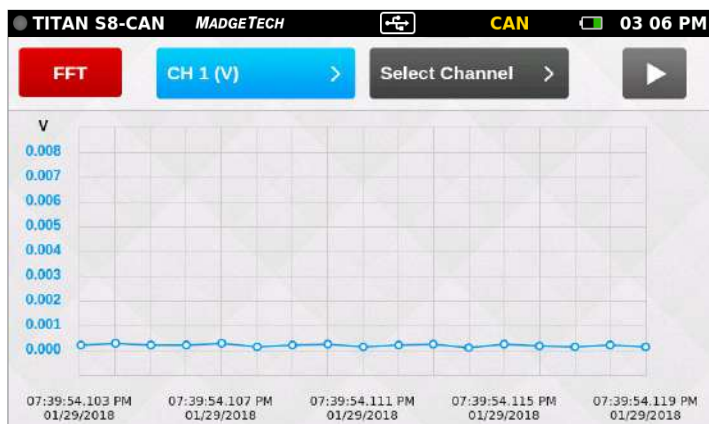 TITAN S8-CAN MADGETECH CAN 03 06 PM
FFT CH 1 (V) > Select Channel >
V
0.008
0.007
0.006
0.005
0.004
0.003
0.002
0.001
0.000
07:39:54.103 PM 07:39:54.107 PM 07:39:54.111 PM 07:39:54.115 PM 07:39:54.119 PM
01/29/2018 01/29/2018 01/29/2018 01/29/2018 01/29/2018